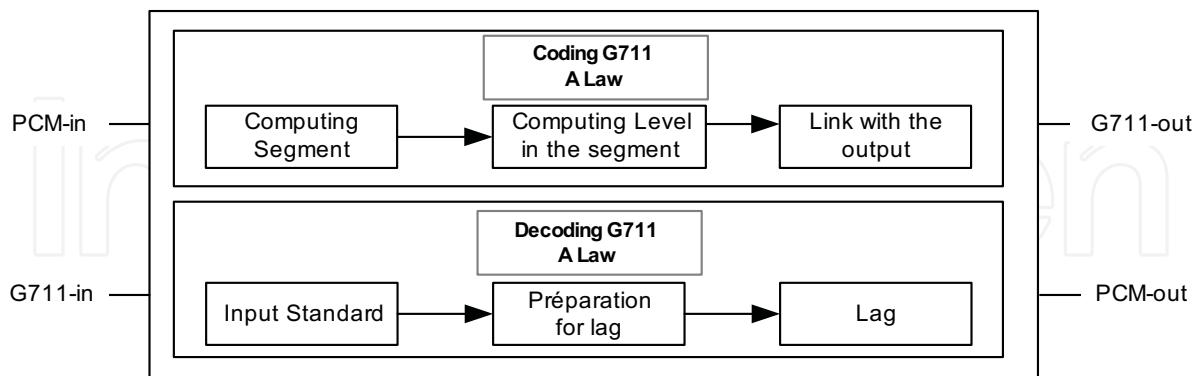 Coding G711
A Law
PCM-in
Computing
Segment
Computing Level
in the segment
Link with the
output
G711-out
Decoding G711
A Law
G711-in
Input Standard
Préparation
for lag
Lag
PCM-out